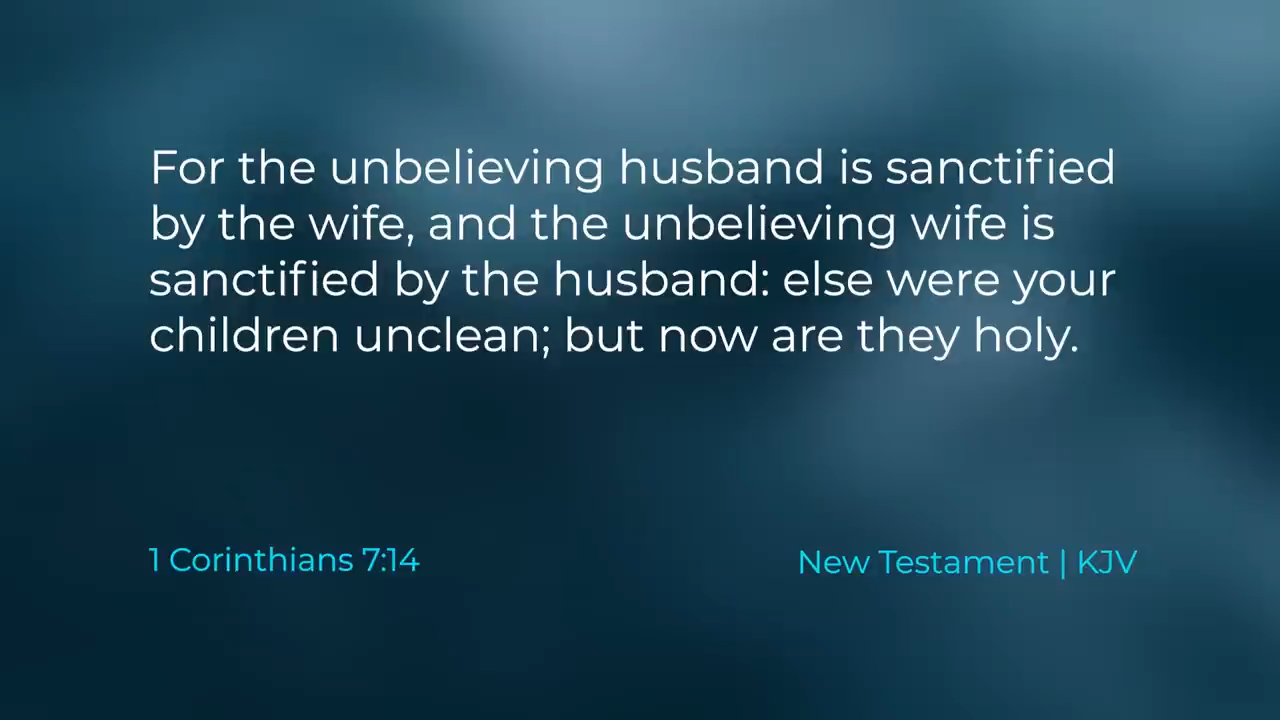 For the unbelieving husband is sanctified
by the wife, and the unbelieving wife is
sanctified by the husband: else were your
children unclean; but now are they holy.
1 Corinthians 7:14
New Testament | KJV